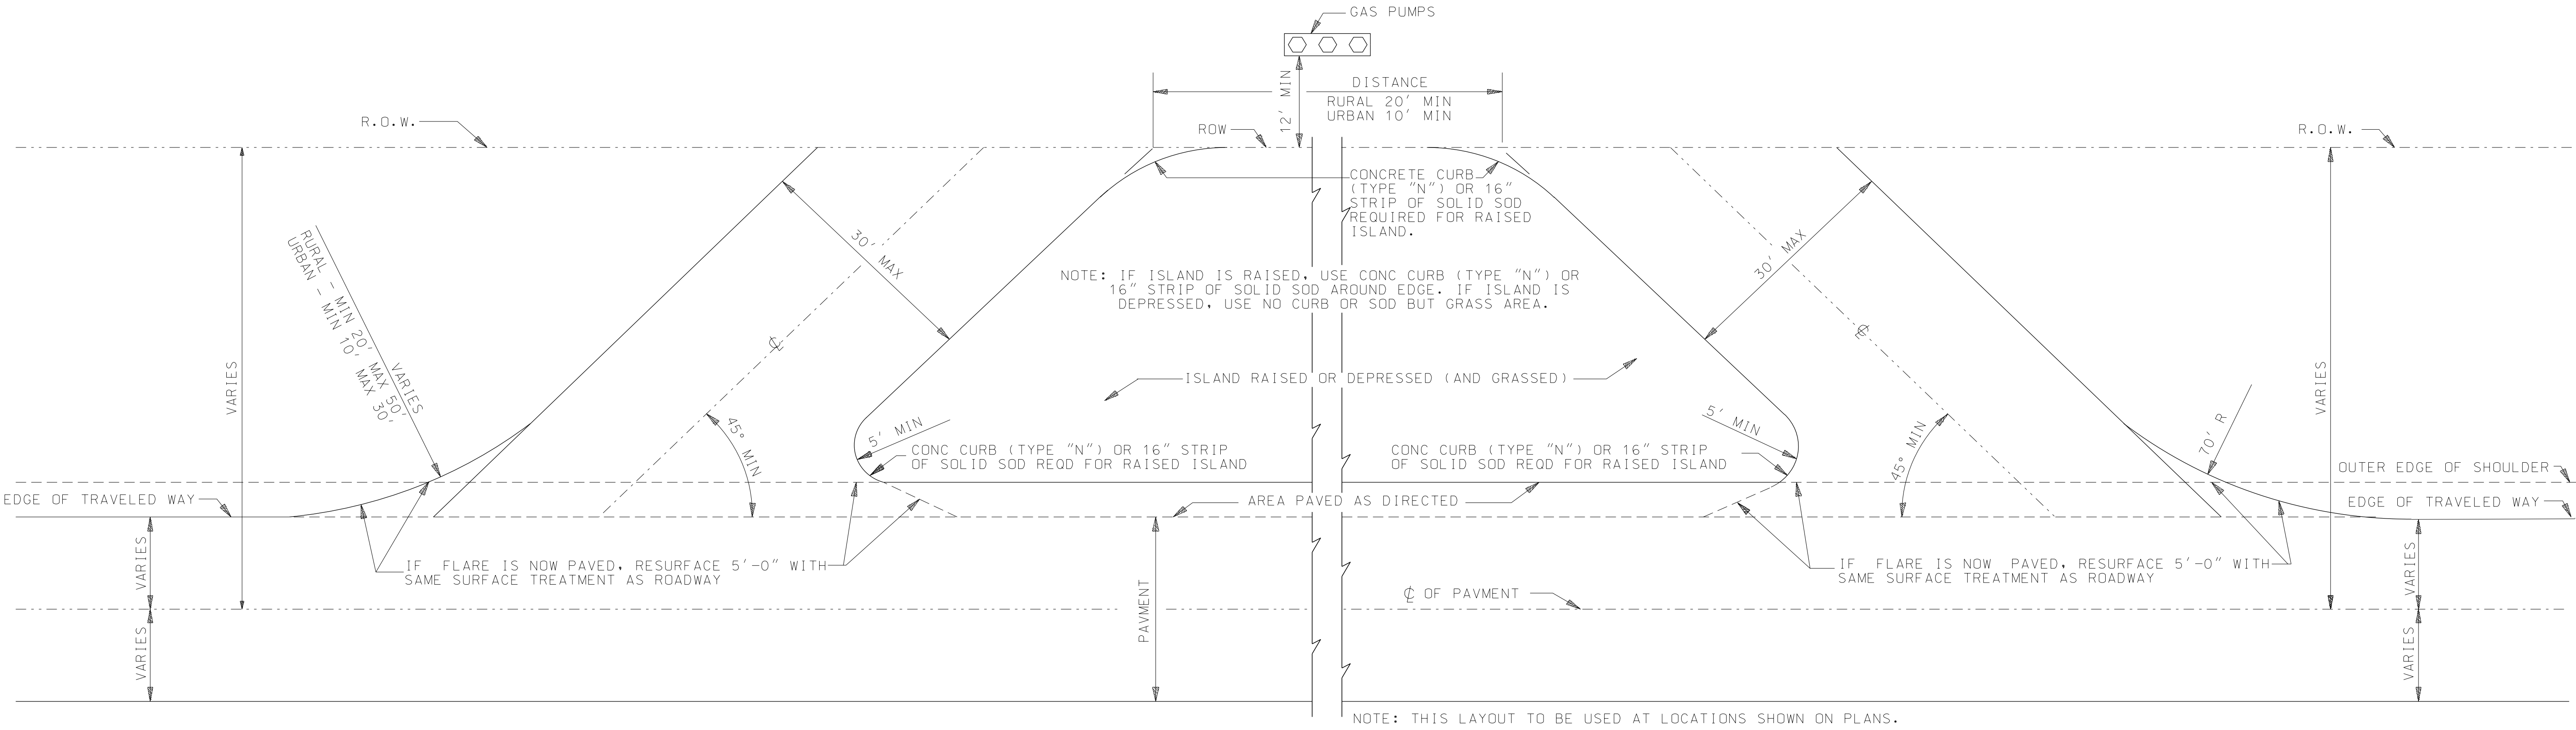 GAS PUMPS
DISTANCE
RURAL 20' MIN
URBAN 10' MIN
12' MIN
R.O.W.
ROW
R.O.W.
CONCRETE CURB
(TYPE "N") OR 16"
STRIP OF SOLID SOD
REQUIRED FOR RAISED
ISLAND.
30' MAX
30' MAX
NOTE: IF ISLAND IS RAISED, USE CONC CURB (TYPE "N") OR
16" STRIP OF SOLID SOD AROUND EDGE. IF ISLAND IS
DEPRESSED, USE NO CURB OR SOD BUT GRASS AREA.
VARIES
RURAL - MIN 20' MAX 50'
URBAN - MIN 10' MAX 30'
VARIES
℄
℄
ISLAND RAISED OR DEPRESSED (AND GRASSED)
VARIES
45° MIN
5' MIN
5' MIN
45° MIN
70' R
CONC CURB (TYPE "N") OR 16" STRIP
OF SOLID SOD REQD FOR RAISED ISLAND
CONC CURB (TYPE "N") OR 16" STRIP
OF SOLID SOD REQD FOR RAISED ISLAND
OUTER EDGE OF SHOULDER
EDGE OF TRAVELED WAY
AREA PAVED AS DIRECTED
EDGE OF TRAVELED WAY
VARIES
IF FLARE IS NOW PAVED, RESURFACE 5'-0" WITH
SAME SURFACE TREATMENT AS ROADWAY
IF FLARE IS NOW PAVED, RESURFACE 5'-0" WITH
SAME SURFACE TREATMENT AS ROADWAY
VARIES
PAVMENT
℄ OF PAVMENT
VARIES
VARIES
NOTE: THIS LAYOUT TO BE USED AT LOCATIONS SHOWN ON PLANS.